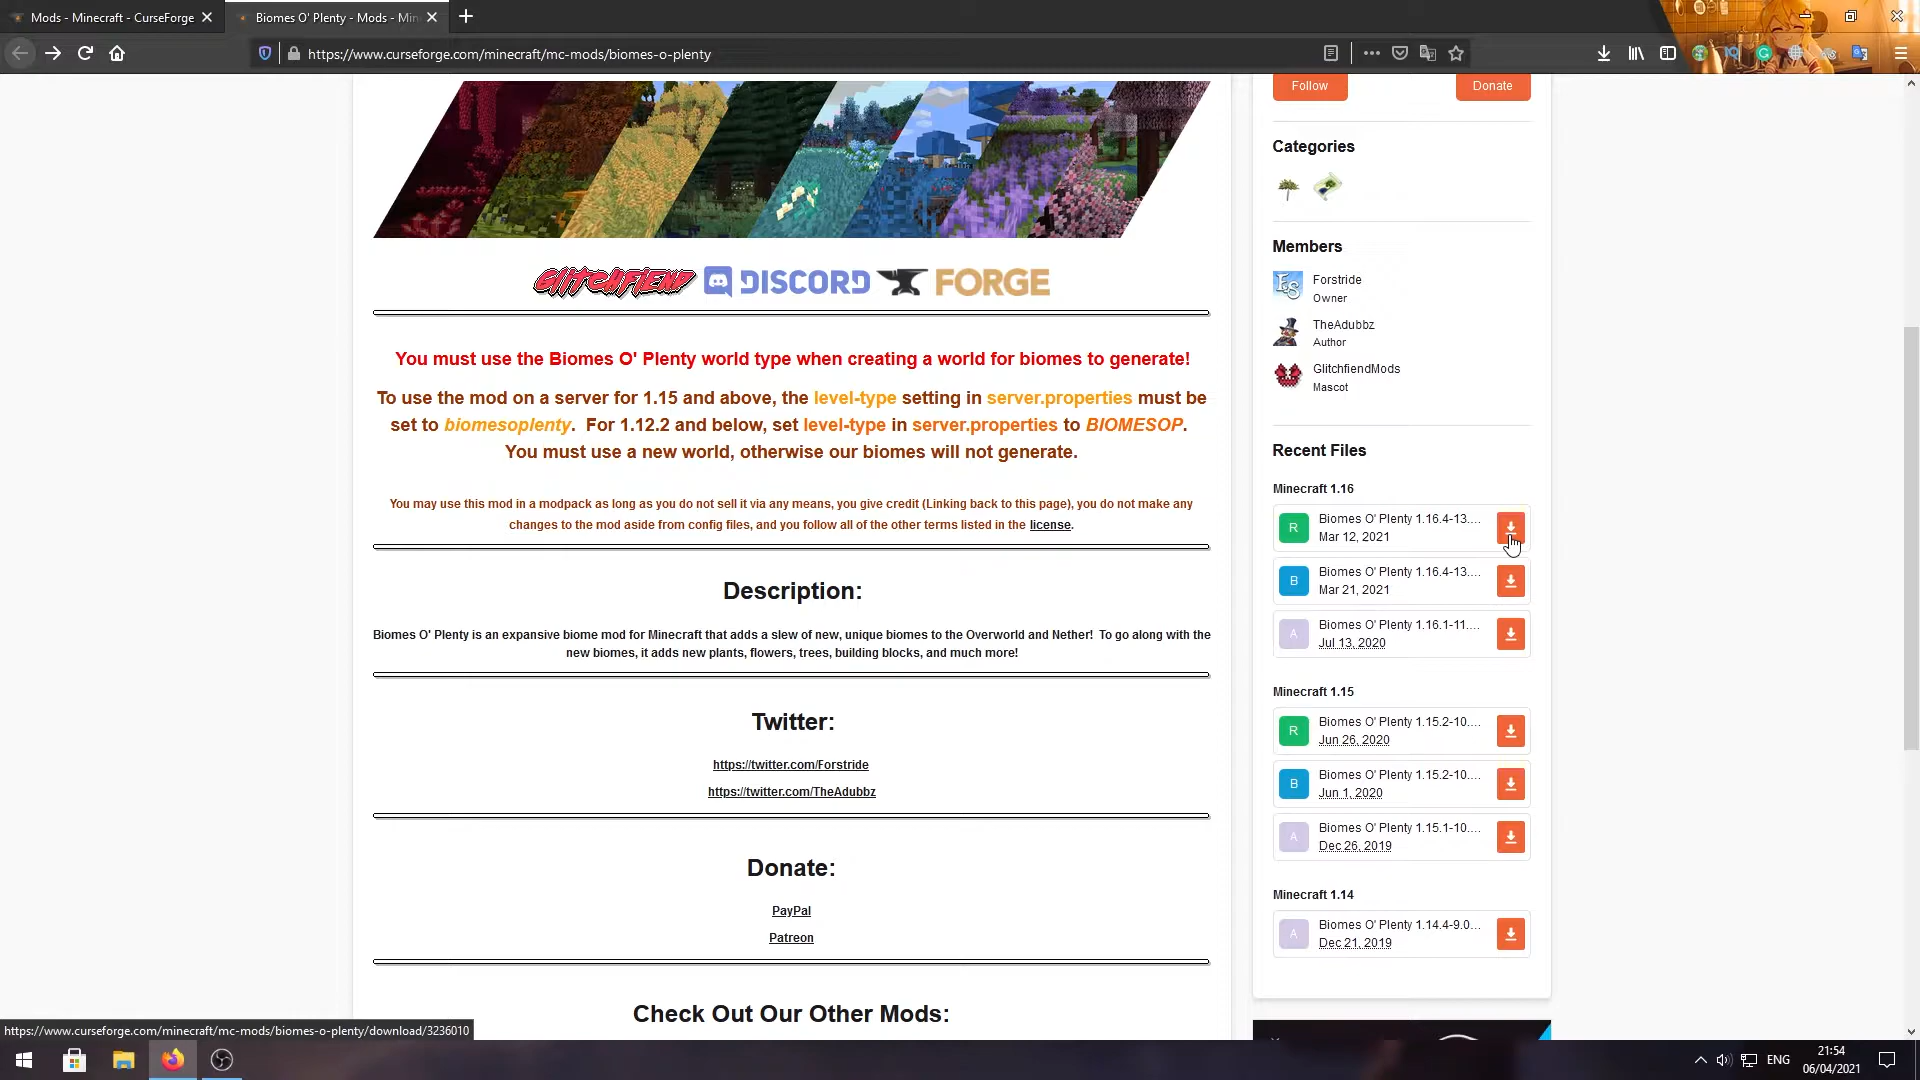 Mods - Minecraft - CurseForge
Biomes O' Plenty - Mods - Min
https://www.curseforge.com/minecraft/mc-mods/biomes-o-plenty
Follow
Donate
Categories
Members
Forstride
Owner
TheAdubbz
Author
GlitchfiendMods
Mascot
GLITCHFIEND DISCORD FORGE
You must use the Biomes O' Plenty world type when creating a world for biomes to generate!
To use the mod on a server for 1.15 and above, the level-type setting in server.properties must be
set to biomesoplenty. For 1.12.2 and below, set level-type in server.properties to BIOMESOP.
You must use a new world, otherwise our biomes will not generate.
You may use this mod in a modpack as long as you do not sell it via any means, you give credit (Linking back to this page), you do not make any
changes to the mod aside from config files, and you follow all of the other terms listed in the license.
Description:
Biomes O' Plenty is an expansive biome mod for Minecraft that adds a slew of new, unique biomes to the Overworld and Nether! To go along with the
new biomes, it adds new plants, flowers, trees, building blocks, and much more!
Twitter:
https://twitter.com/Forstride
https://twitter.com/TheAdubbz
Donate:
PayPal
Patreon
Check Out Our Other Mods:
Recent Files
Minecraft 1.16
R
Biomes O' Plenty 1.16.4-13....
Mar 12, 2021
B
Biomes O' Plenty 1.16.4-13....
Mar 21, 2021
A
Biomes O' Plenty 1.16.1-11....
Jul 13, 2020
Minecraft 1.15
R
Biomes O' Plenty 1.15.2-10....
Jun 26, 2020
B
Biomes O' Plenty 1.15.2-10....
Jun 1, 2020
A
Biomes O' Plenty 1.15.1-10....
Dec 26, 2019
Minecraft 1.14
A
Biomes O' Plenty 1.14.4-9.0...
Dec 21, 2019
https://www.curseforge.com/minecraft/mc-mods/biomes-o-plenty/download/3236010
ENG
21:54
06/04/2021